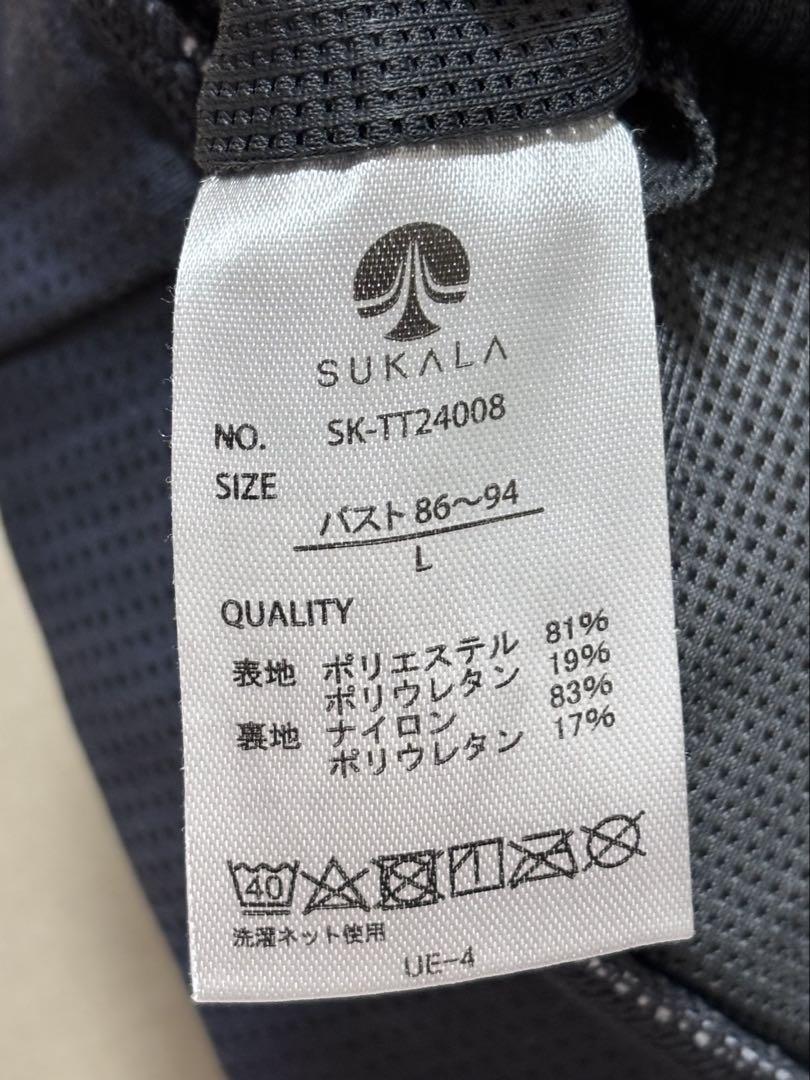 SUKALA
NO. SK-TT24008
SIZE
バスト 86〜94
L
QUALITY
表地 ポリエステル 81%
ポリウレタン 19%
裏地 ナイロン 83%
ポリウレタン 17%
40
洗濯ネット使用
UE-4